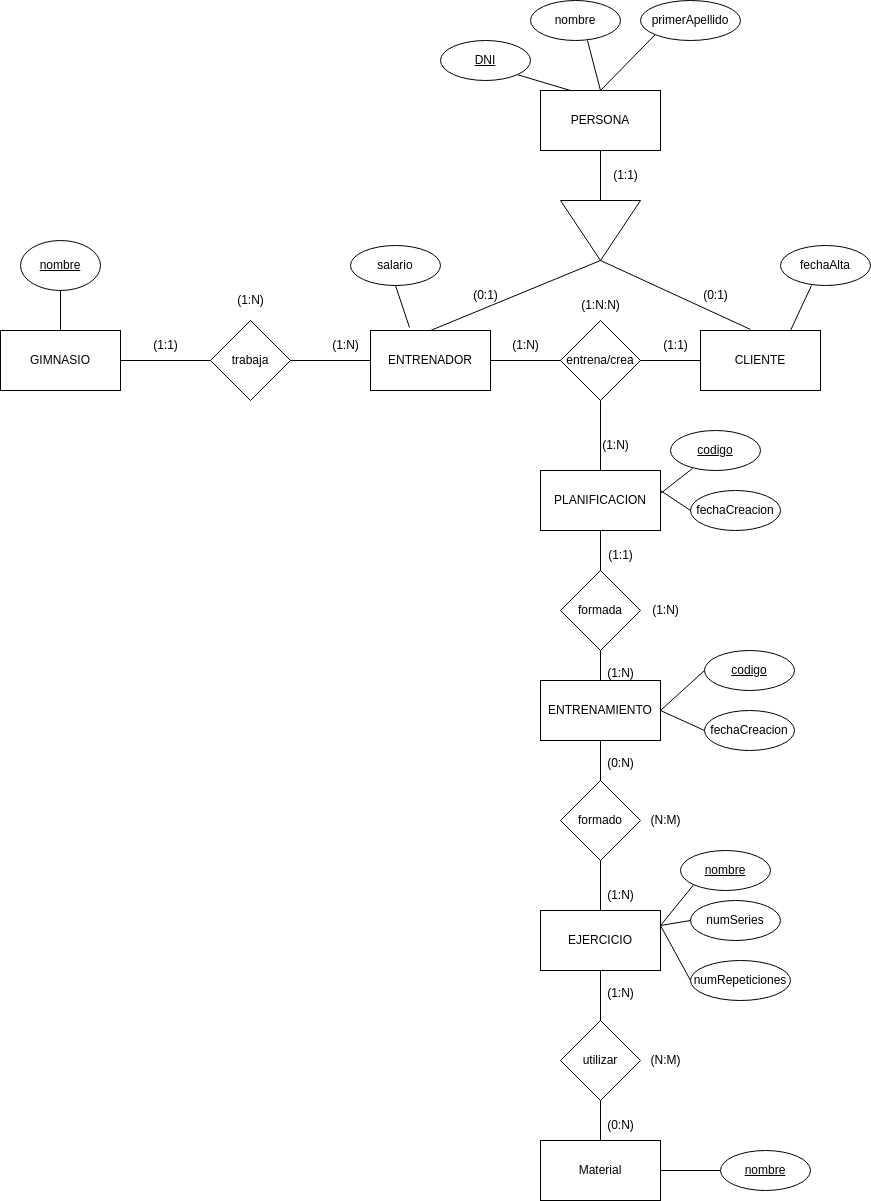 nombre
primerApellido
DNI
PERSONA
(1:1)
nombre
salario
fechaAlta
(1:N)
(0:1)
(1:N:N)
(0:1)
(1:1)
(1:N)
(1:N)
(1:1)
GIMNASIO
trabaja
ENTRENADOR
entrena/crea
CLIENTE
(1:N)
codigo
PLANIFICACION
fechaCreacion
(1:1)
formada
(1:N)
(1:N)
codigo
ENTRENAMIENTO
fechaCreacion
(0:N)
formado
(N:M)
nombre
(1:N)
numSeries
EJERCICIO
numRepeticiones
(1:N)
utilizar
(N:M)
(0:N)
Material
nombre